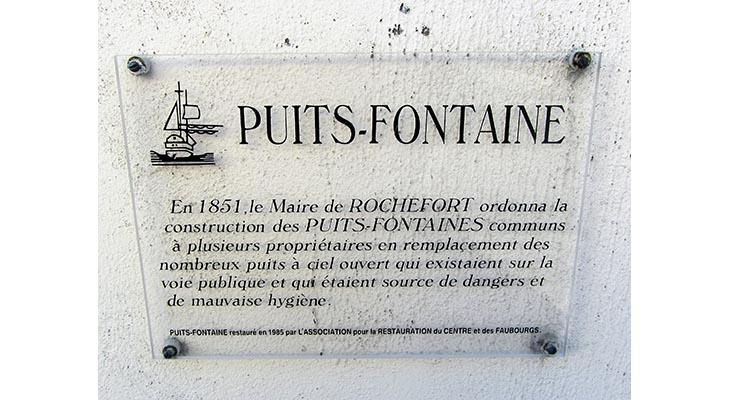 PUITS-FONTAINE
En 1851, le Maire de ROCHEFORT ordonna la
construction des PUITS-FONTAINES communs
à plusieurs propriétaires en remplacement des
nombreux puits à ciel ouvert qui existaient sur la
voie publique et qui étaient source de dangers et
de mauvaise hygiène.
PUITS-FONTAINE restauré en 1985 par L'ASSOCIATION pour la RESTAURATION du CENTRE et des FAUBOURGS.